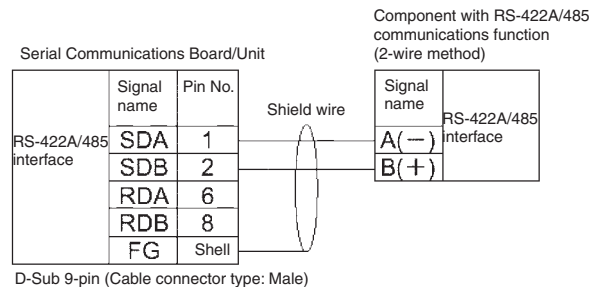 Component with RS-422A/485
communications function
(2-wire method)
Serial Communications Board/Unit
Signal
name
Pin No.
Shield wire
Signal
name
RS-422A/485
interface
RS-422A/485
interface
SDA 1
A(−)
SDB 2
B(+)
RDA 6
RDB 8
FG Shell
D-Sub 9-pin (Cable connector type: Male)